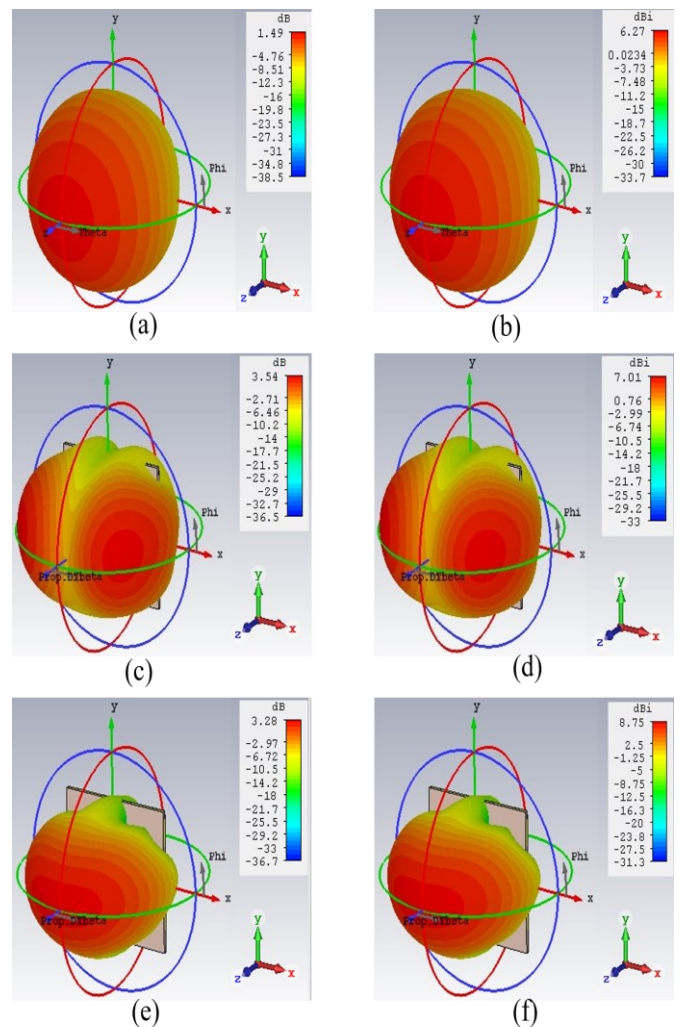 y
dB
1.49
-4.76
-8.51
-12.3
-16
-19.8
-23.5
-27.3
-31
-34.8
-38.5
Phi
x
z
Theta
y
z
x
(a)
y
dBi
6.27
0.0234
-3.73
-7.48
-11.2
-15
-18.7
-22.5
-26.2
-30
-33.7
Phi
x
z
Theta
y
z
x
(b)
y
dB
3.54
-2.71
-6.46
-10.2
-14
-17.7
-21.5
-25.2
-29
-32.7
-36.5
Phi
x
y
z
x
(c)
y
dBi
7.01
0.76
-2.99
-6.74
-10.5
-14.2
-18
-21.7
-25.5
-29.2
-33
Phi
x
y
z
x
(d)
y
dB
3.28
-2.97
-6.72
-10.5
-14.2
-18
-21.7
-25.5
-29.2
-33
-36.7
Phi
x
y
z
x
(e)
y
dBi
8.75
2.5
-1.25
-5
-8.75
-12.5
-16.3
-20
-23.8
-27.5
-31.3
Phi
x
y
z
x
(f)